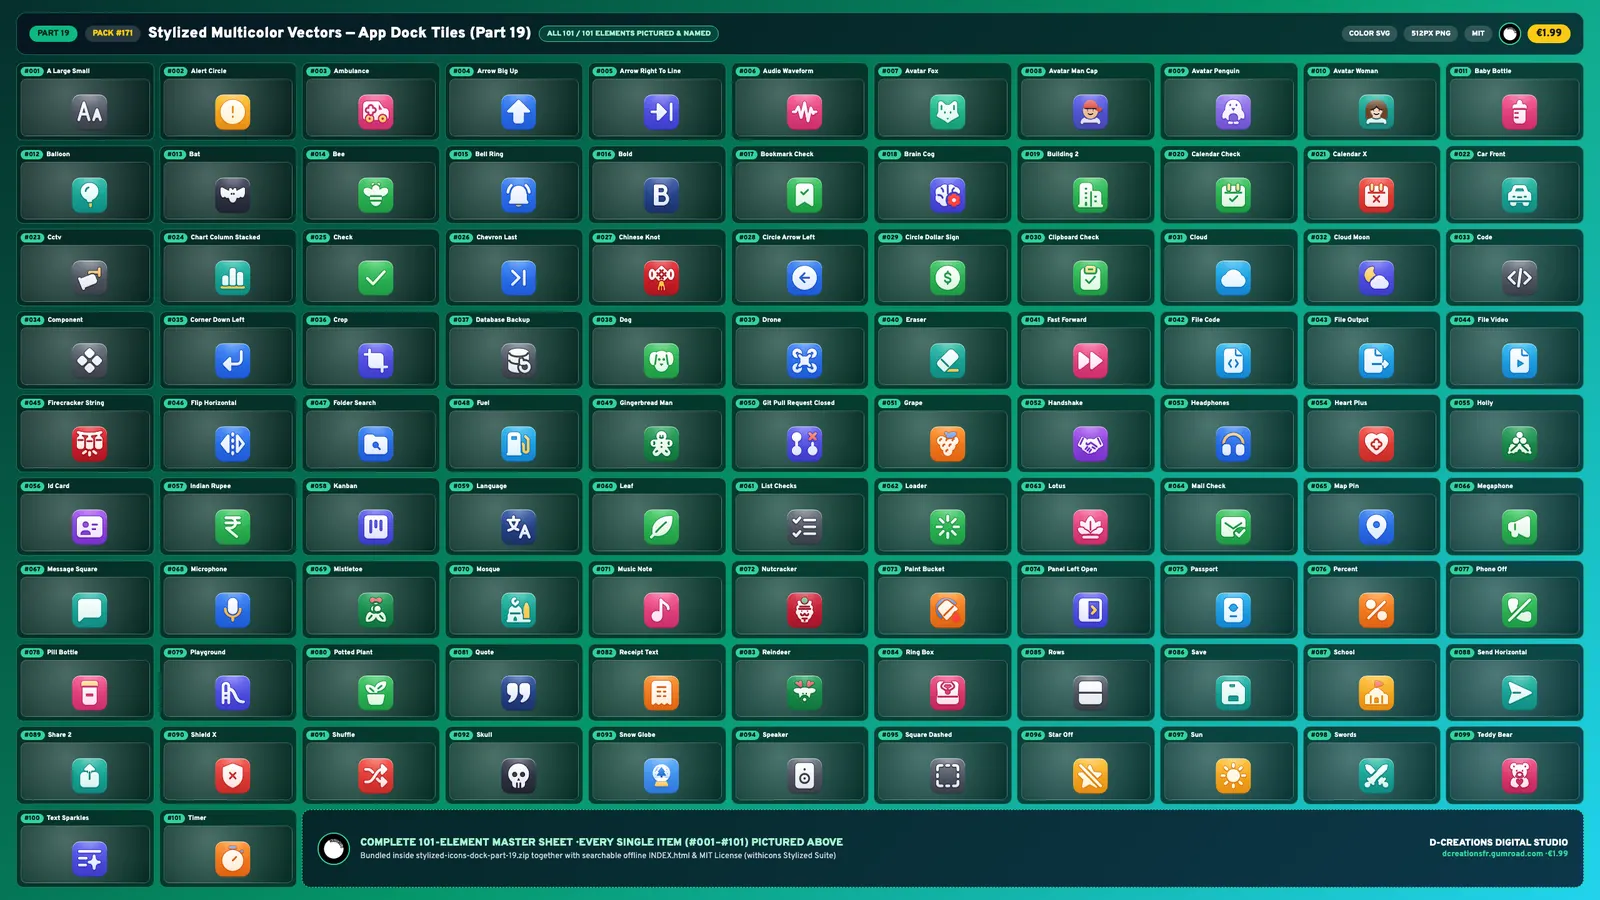 PART 19 PACK #171 Stylized Multicolor Vectors – App Dock Tiles (Part 19) ALL 101 / 101 ELEMENTS PICTURED & NAMED COLOR SVG 512PX PNG MIT €1.99
#001 A Large Small #002 Alert Circle #003 Ambulance #004 Arrow Big Up #005 Arrow Right To Line #006 Audio Waveform #007 Avatar Fox #008 Avatar Man Cap #009 Avatar Penguin #010 Avatar Woman #011 Baby Bottle
#012 Balloon #013 Bat #014 Bee #015 Bell Ring #016 Bold #017 Bookmark Check #018 Brain Cog #019 Building 2 #020 Calendar Check #021 Calendar X #022 Car Front
#023 Cctv #024 Chart Column Stacked #025 Check #026 Chevron Last #027 Chinese Knot #028 Circle Arrow Left #029 Circle Dollar Sign #030 Clipboard Check #031 Cloud #032 Cloud Moon #033 Code
#034 Component #035 Corner Down Left #036 Crop #037 Database Backup #038 Dog #039 Drone #040 Eraser #041 Fast Forward #042 File Code #043 File Output #044 File Video
#045 Firecracker String #046 Flip Horizontal #047 Folder Search #048 Fuel #049 Gingerbread Man #050 Git Pull Request Closed #051 Grape #052 Handshake #053 Headphones #054 Heart Plus #055 Holly
#056 Id Card #057 Indian Rupee #058 Kanban #059 Language #060 Leaf #061 List Checks #062 Loader #063 Lotus #064 Mail Check #065 Map Pin #066 Megaphone
#067 Message Square #068 Microphone #069 Mistletoe #070 Mosque #071 Music Note #072 Nutcracker #073 Paint Bucket #074 Panel Left Open #075 Passport #076 Percent #077 Phone Off
#078 Pill Bottle #079 Playground #080 Potted Plant #081 Quote #082 Receipt Text #083 Reindeer #084 Ring Box #085 Rows #086 Save #087 School #088 Send Horizontal
#089 Share 2 #090 Shield X #091 Shuffle #092 Skull #093 Snow Globe #094 Speaker #095 Square Dashed #096 Star Off #097 Sun #098 Swords #099 Teddy Bear
#100 Text Sparkles #101 Timer
COMPLETE 101-ELEMENT MASTER SHEET · EVERY SINGLE ITEM (#001–#101) PICTURED ABOVE
Bundled inside stylized-icons-dock-part-19.zip together with searchable offline INDEX.html & MIT License (withicons Stylized Suite)
D-CREATIONS DIGITAL STUDIO
dcreationsfr.gumroad.com · €1.99